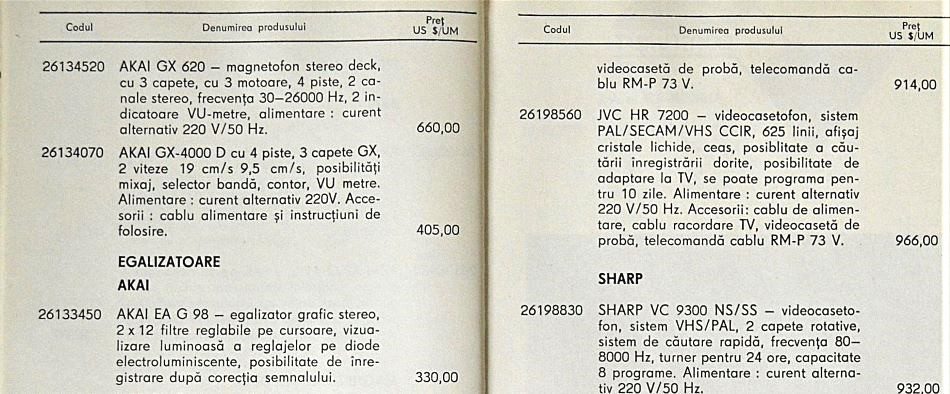 Codul Denumirea produsului Preț
US $/UM
26134520 AKAI GX 620 – magnetofon stereo deck,
cu 3 capete, cu 3 motoare, 4 piste, 2 ca-
nale stereo, frecvența 30–26000 Hz, 2 in-
dicatoare VU-metre, alimentare : curent
alternativ 220 V/50 Hz. 660,00
26134070 AKAI GX-4000 D cu 4 piste, 3 capete GX,
2 viteze 19 cm/s 9,5 cm/s, posibilități
mixaj, selector bandă, contor, VU metre.
Alimentare : curent alternativ 220V. Acce-
sorii : cablu alimentare și instrucțiuni de
folosire. 405,00
EGALIZATOARE
AKAI
26133450 AKAI EA G 98 – egalizator grafic stereo,
2 x 12 filtre reglabile pe cursoare, vizua-
lizare luminoasă a reglajelor pe diode
electroluminiscente, posibilitate de înre-
gistrare după corecția semnalului. 330,00
Codul Denumirea produsului Preț
US $/UM
videocasetă de probă, telecomandă ca-
blu RM-P 73 V. 914,00
26198560 JVC HR 7200 – videocasetofon, sistem
PAL/SECAM/VHS CCIR, 625 linii, afișaj
cristale lichide, ceas, posiblitate a cău-
tării înregistrării dorite, posibilitate de
adaptare la TV, se poate programa pen-
tru 10 zile. Alimentare : curent alternativ
220 V/50 Hz. Accesorii: cablu de alimen-
tare, cablu racordare TV, videocasetă de
probă, telecomandă cablu RM-P 73 V. 966,00
SHARP
26198830 SHARP VC 9300 NS/SS – videocaseto-
fon, sistem VHS/PAL, 2 capete rotative,
sistem de căutare rapidă, frecvența 80–
8000 Hz, turner pentru 24 ore, capacitate
8 programe. Alimentare : curent alterna-
tiv 220 V/50 Hz. 932,00